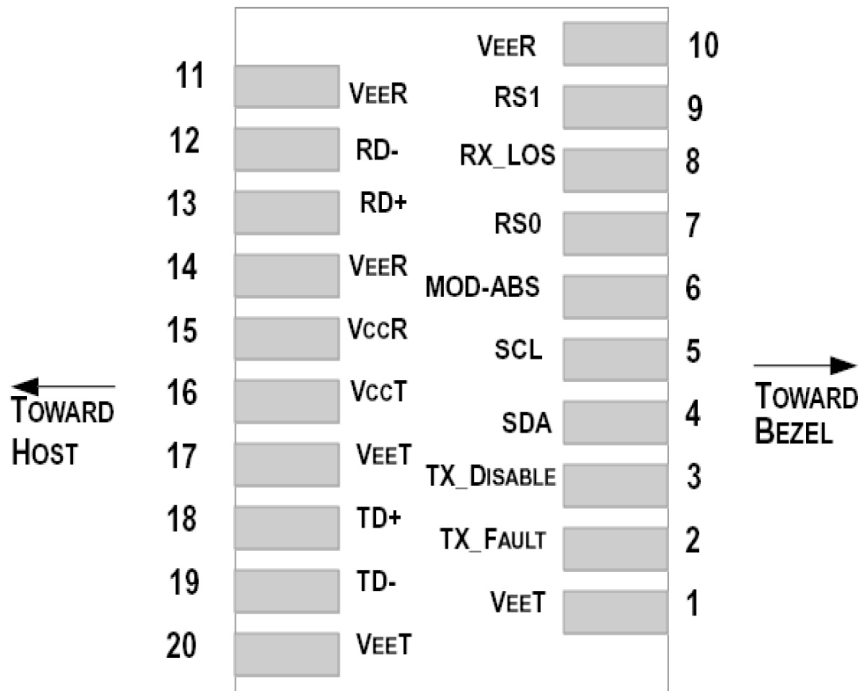 11 VEER
12 RD-
13 RD+
14 VEER
15 VCCR
16 VCCT
17 VEET
18 TD+
19 TD-
20 VEET
VEER 10
RS1 9
RX_LOS 8
RS0 7
MOD-ABS 6
SCL 5
SDA 4
TX_DISABLE 3
TX_FAULT 2
VEET 1
TOWARD
HOST
TOWARD
BEZEL